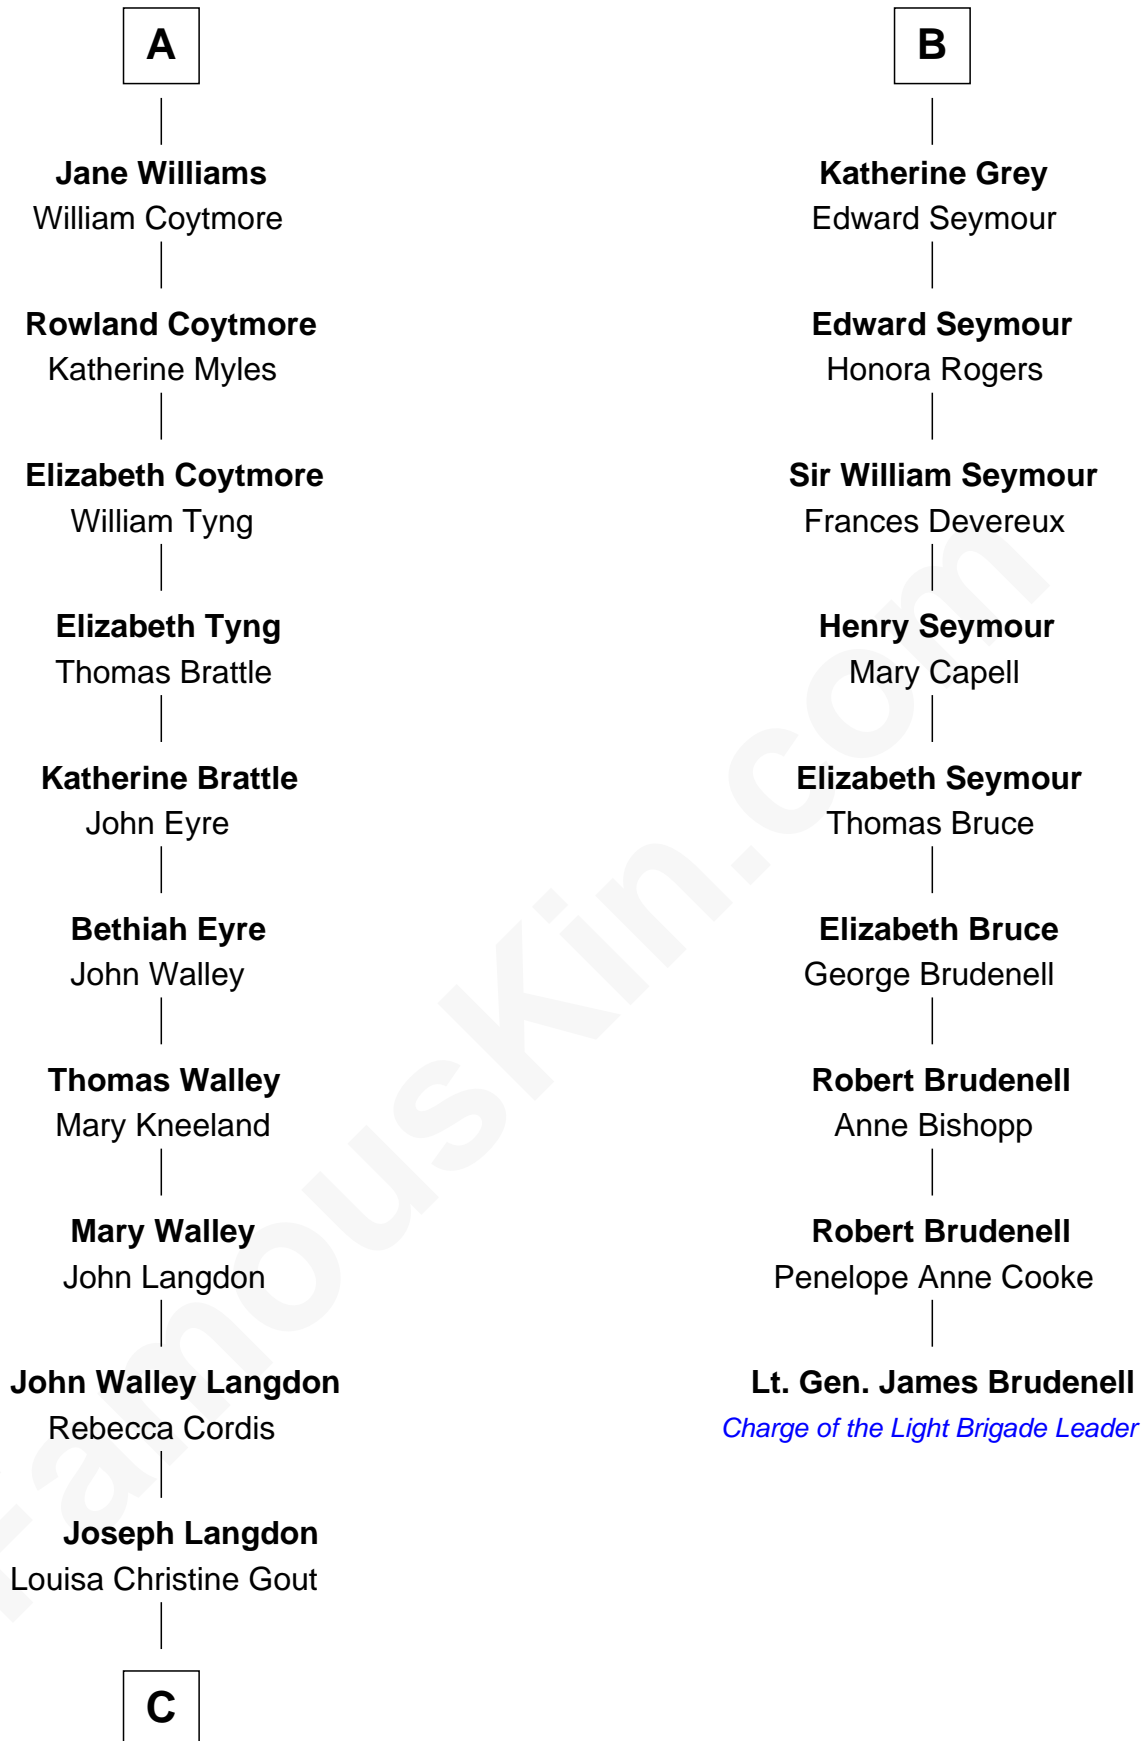 A
Jane Williams
William Coytmore
Rowland Coytmore
Katherine Myles
Elizabeth Coytmore
William Tyng
Elizabeth Tyng
Thomas Brattle
Katherine Brattle
John Eyre
Bethiah Eyre
John Walley
Thomas Walley
Mary Kneeland
Mary Walley
John Langdon
John Walley Langdon
Rebecca Cordis
Joseph Langdon
Louisa Christine Gout
C
B
Katherine Grey
Edward Seymour
Edward Seymour
Honora Rogers
Sir William Seymour
Frances Devereux
Henry Seymour
Mary Capell
Elizabeth Seymour
Thomas Bruce
Elizabeth Bruce
George Brudenell
Robert Brudenell
Anne Bishopp
Robert Brudenell
Penelope Anne Cooke
Lt. Gen. James Brudenell
Charge of the Light Brigade Leader
FamousKin.com